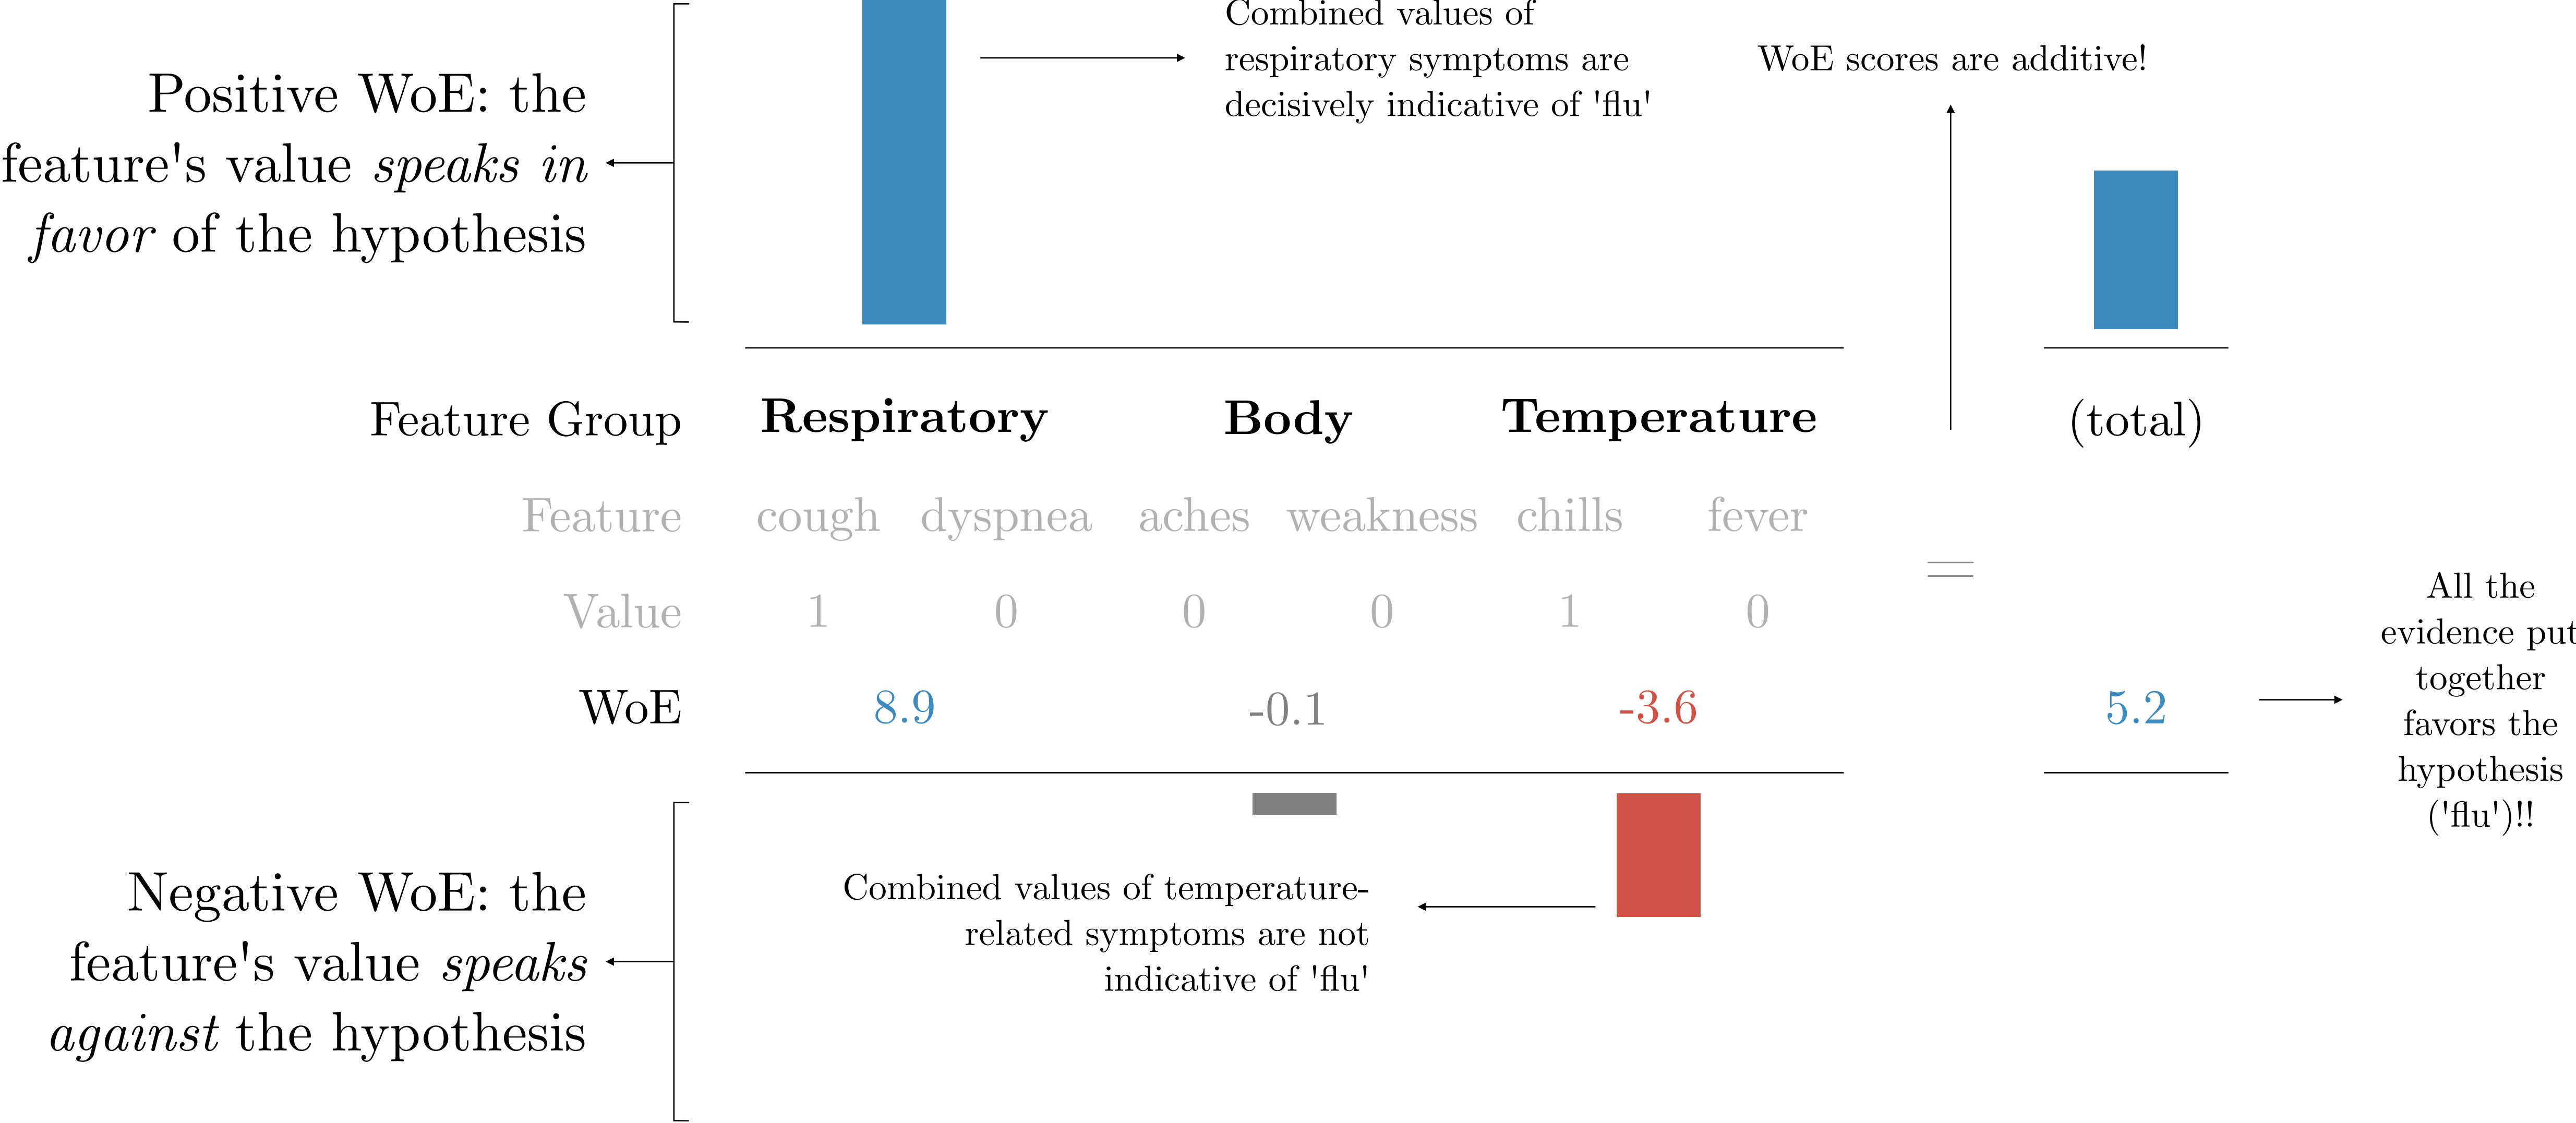 Combined values of
respiratory symptoms are
decisively indicative of 'flu'
WoE scores are additive!
Positive WoE: the
feature's value speaks in
favor of the hypothesis
Feature Group Respiratory Body Temperature (total)
Feature cough dyspnea aches weakness chills fever
=
Value 1 0 0 0 1 0
WoE 8.9 -0.1 -3.6 5.2
All the
evidence put
together
favors the
hypothesis
('flu')!!
Negative WoE: the
feature's value speaks
against the hypothesis
Combined values of temperature-
related symptoms are not
indicative of 'flu'